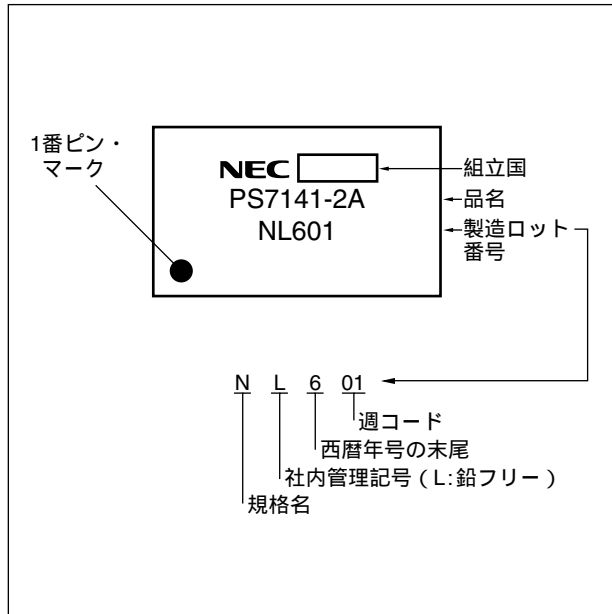 1番ピン・
マーク
NEC
組立国
PS7141-2A
品名
NL601
製造ロット
番号
N L 6 01
週コード
西暦年号の末尾
社内管理記号（L:鉛フリー）
規格名